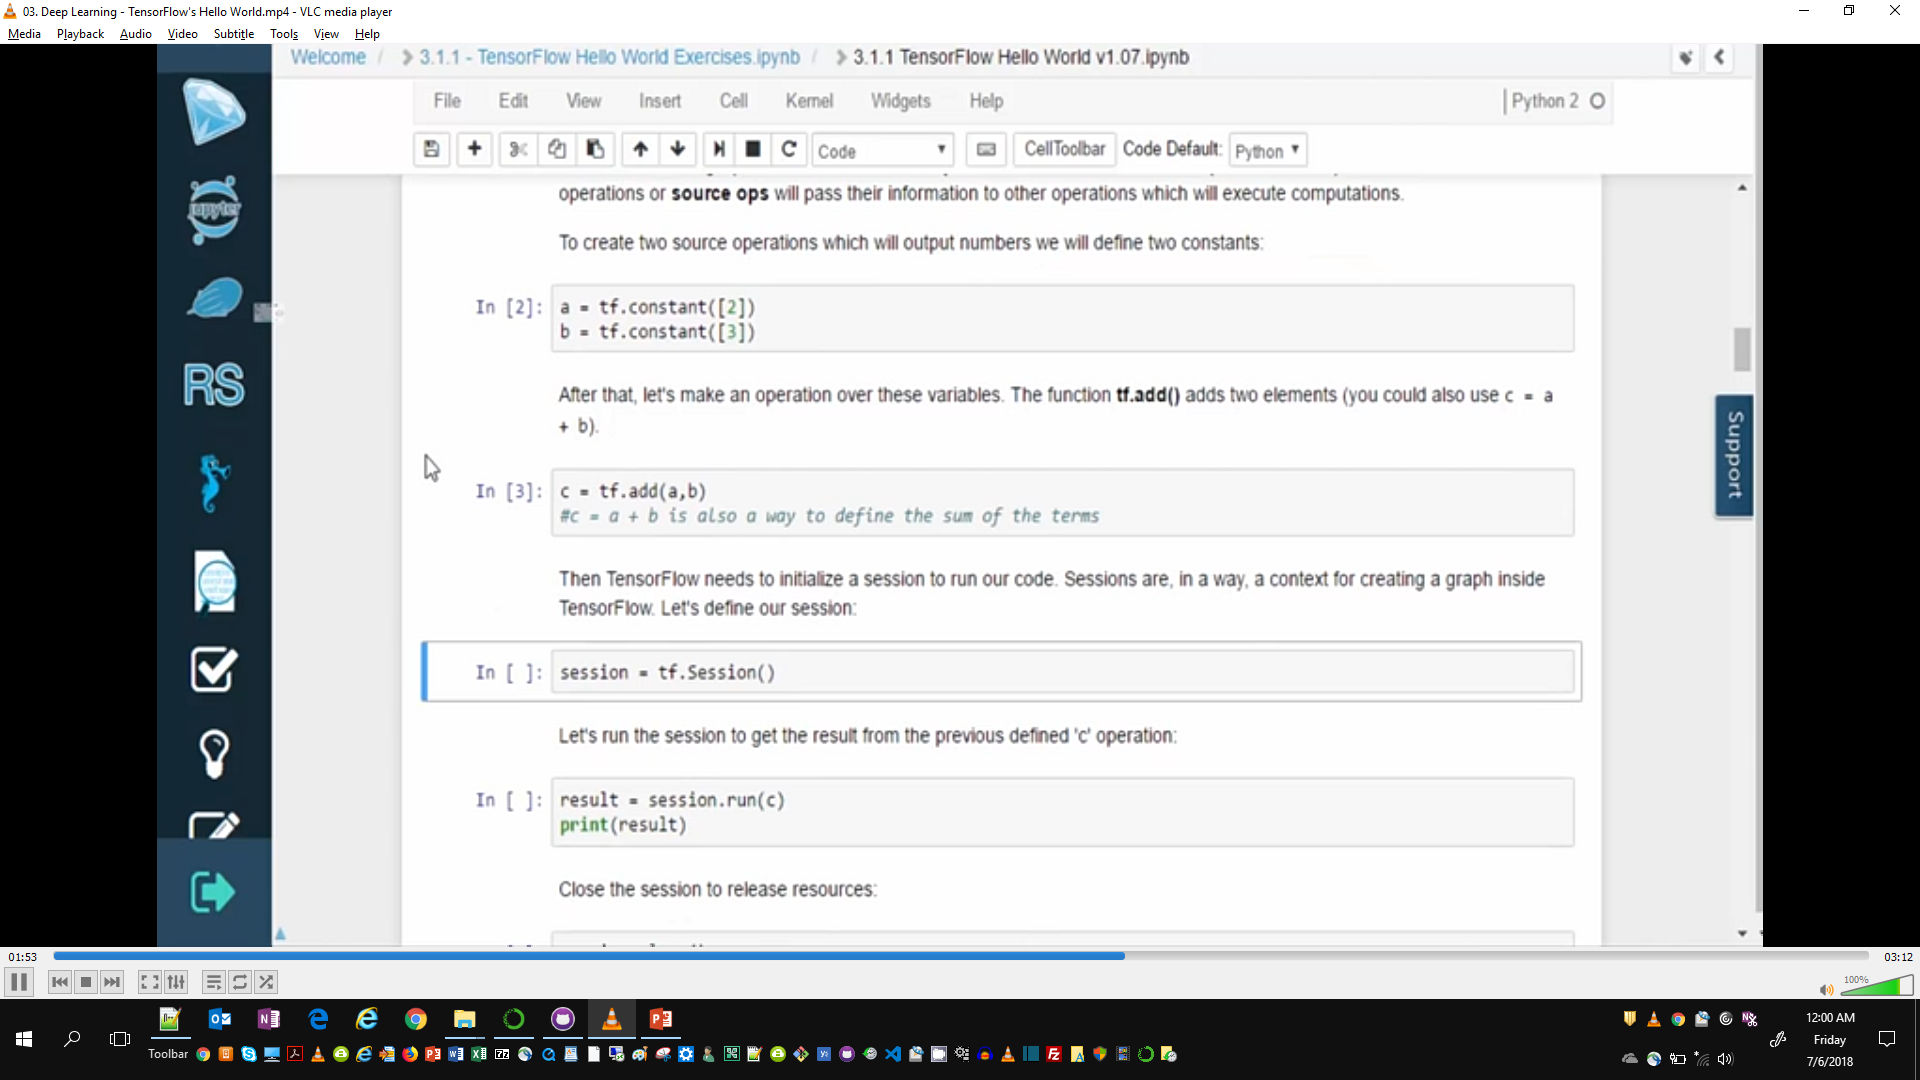 03. Deep Learning - TensorFlow's Hello World.mp4 - VLC media player
Media Playback Audio Video Subtitle Tools View Help
Welcome / 3.1.1 - TensorFlow Hello World Exercises.ipynb / 3.1.1 TensorFlow Hello World v1.07.ipynb
File Edit View Insert Cell Kernel Widgets Help Python 2
Code CellToolbar Code Default: Python
operations or source ops will pass their information to other operations which will execute computations.
To create two source operations which will output numbers we will define two constants:
In [2]: a = tf.constant([2])
b = tf.constant([3])
After that, let's make an operation over these variables. The function tf.add() adds two elements (you could also use c = a
+ b).
In [3]: c = tf.add(a,b)
#c = a + b is also a way to define the sum of the terms
Then TensorFlow needs to initialize a session to run our code. Sessions are, in a way, a context for creating a graph inside
TensorFlow. Let's define our session:
In [ ]: session = tf.Session()
Let's run the session to get the result from the previous defined 'c' operation:
In [ ]: result = session.run(c)
print(result)
Close the session to release resources:
jupyter
RS
Support
01:53
03:12
100%
12:00 AM
Friday
7/6/2018
Toolbar